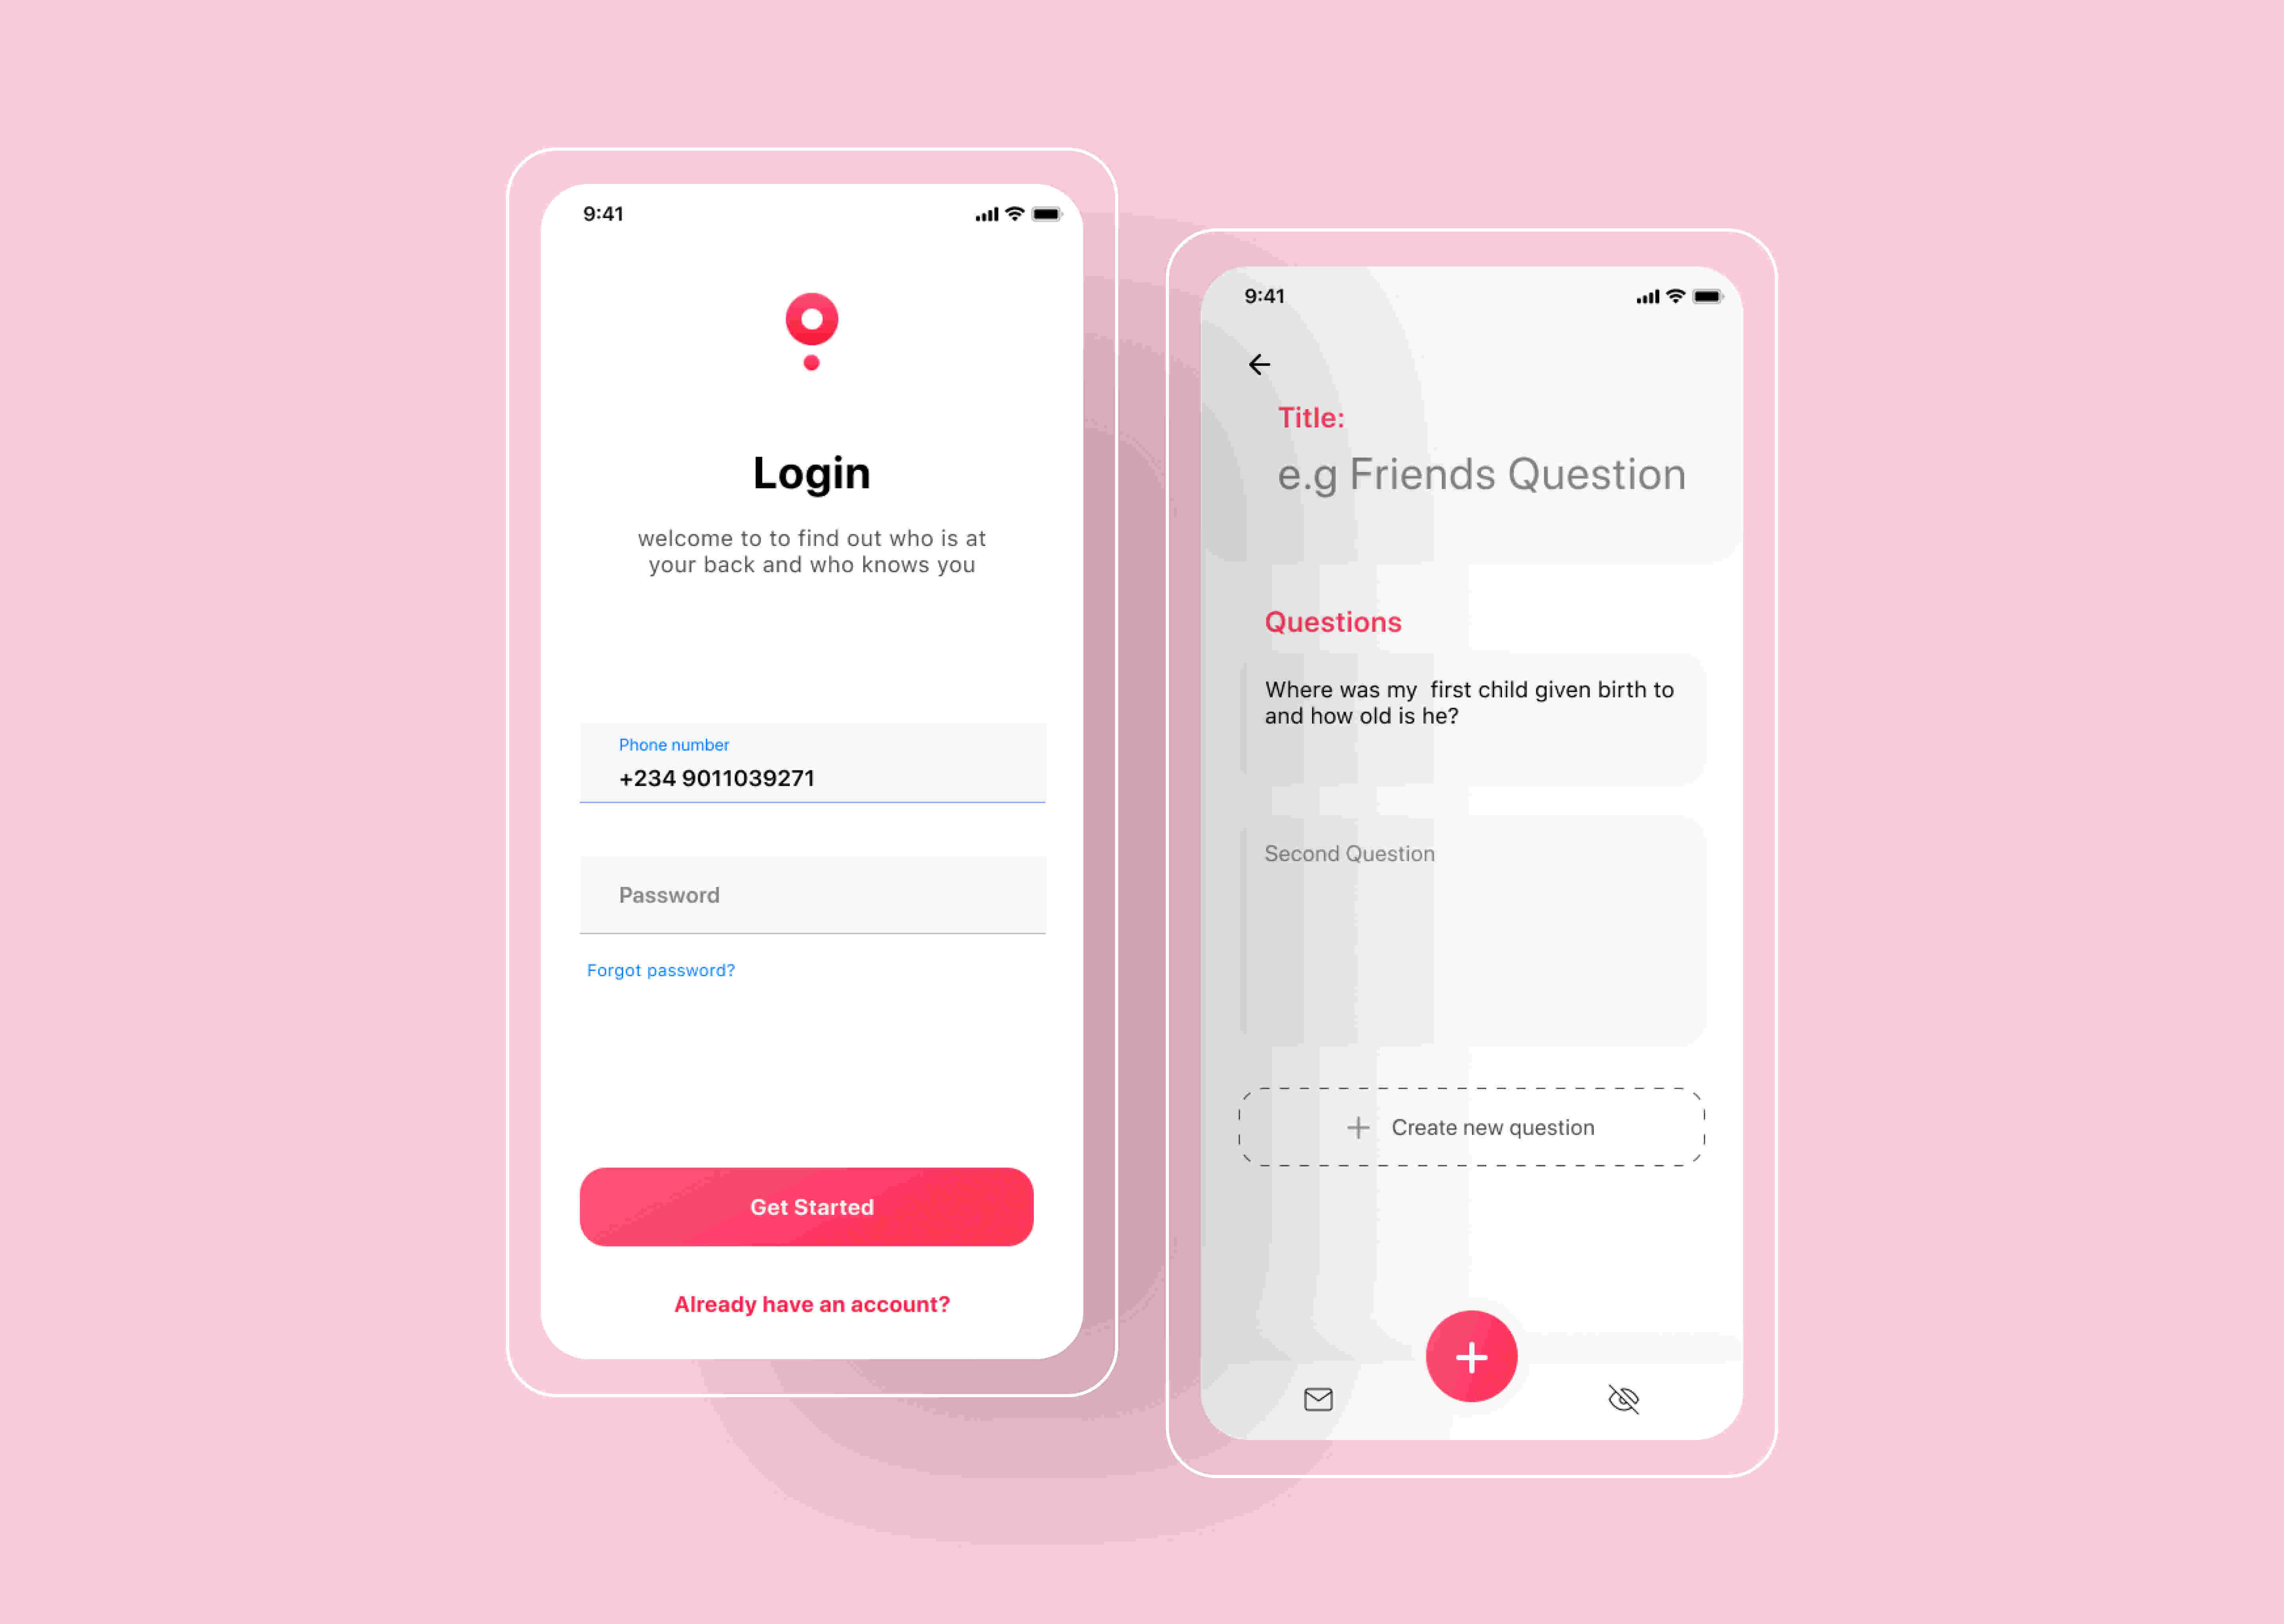 9:41
Login
welcome to to find out who is at
your back and who knows you
Phone number
+234 9011039271
Password
Forgot password?
Get Started
Already have an account?
9:41
Title:
e.g Friends Question
Questions
Where was my  first child given birth to
and how old is he?
Second Question
Create new question